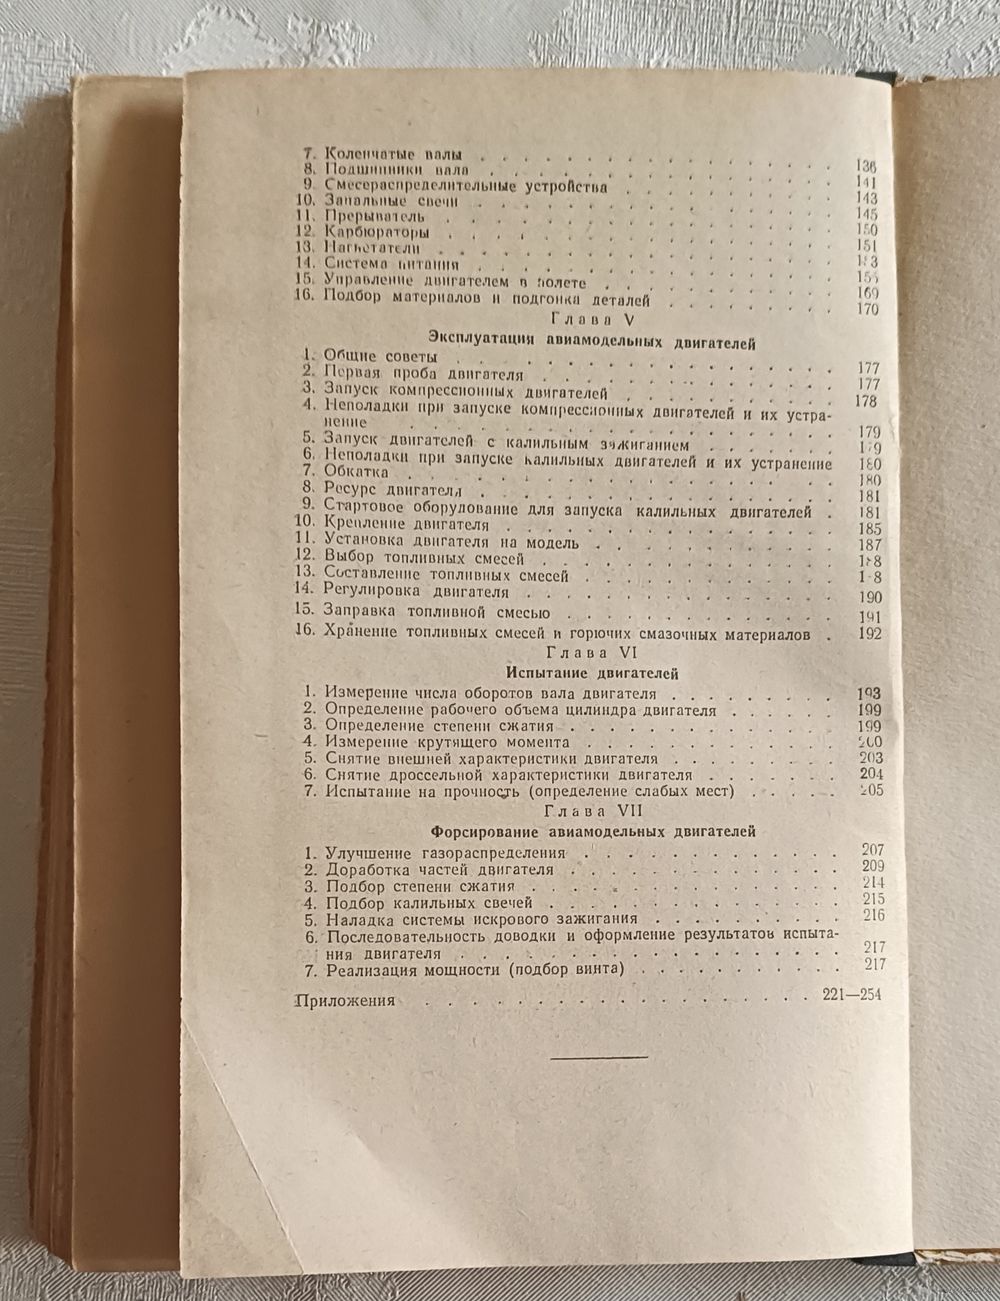 7. Коленчатые валы . . . . . . . . . . 136
8. Подшипники вала . . . . . . . . . . 141
9. Смесераспределительные устройства . . . . . . . . 143
10. Запальные свечи . . . . . . . . . . 145
11. Прерыватель . . . . . . . . . . 150
12. Карбюраторы . . . . . . . . . . 151
13. Нагнетатели . . . . . . . . . .
14. Система питания . . . . . . . . . .
15. Управление двигателем в полете . . . . . . . . 169
16. Подбор материалов и подгонка деталей . . . . . . . 170
Глава V
Эксплуатация авиамодельных двигателей
1. Общие советы . . . . . . . . . . 177
2. Первая проба двигателя . . . . . . . . . . 177
3. Запуск компрессионных двигателей . . . . . . . . 178
4. Неполадки при запуске компрессионных двигателей и их устра-
нение . . . . . . . . . . 179
5. Запуск двигателей с калильным зажиганием . . . . . . .
6. Неполадки при запуске калильных двигателей и их устранение 180
7. Обкатка . . . . . . . . . . 180
8. Ресурс двигателя . . . . . . . . . . 181
9. Стартовое оборудование для запуска калильных двигателей . 181
10. Крепление двигателя . . . . . . . . . . 185
11. Установка двигателя на модель . . . . . . . . . 187
12. Выбор топливных смесей . . . . . . . . . . 188
13. Составление топливных смесей . . . . . . . . .
14. Регулировка двигателя . . . . . . . . . . 190
15. Заправка топливной смесью . . . . . . . . . . 191
16. Хранение топливных смесей и горючих смазочных материалов . 192
Глава VI
Испытание двигателей
1. Измерение числа оборотов вала двигателя . . . . . . . . . 193
2. Определение рабочего объема цилиндра двигателя . . . . . . 199
3. Определение степени сжатия . . . . . . . . . . 199
4. Измерение крутящего момента . . . . . . . . . . 200
5. Снятие внешней характеристики двигателя . . . . . . . . . 203
6. Снятие дроссельной характеристики двигателя . . . . . . . 204
7. Испытание на прочность (определение слабых мест) . . . . . 205
Глава VII
Форсирование авиамодельных двигателей
1. Улучшение газораспределения . . . . . . . . . . 207
2. Доработка частей двигателя . . . . . . . . . . 209
3. Подбор степени сжатия . . . . . . . . . . 214
4. Подбор калильных свечей . . . . . . . . . . 215
5. Наладка системы искрового зажигания . . . . . . . . . 216
6. Последовательность доводки и оформление результатов испыта-
ния двигателя . . . . . . . . . . 217
7. Реализация мощности (подбор винта) . . . . . . . . . . 217
Приложения . . . . . . . . . . 221—254